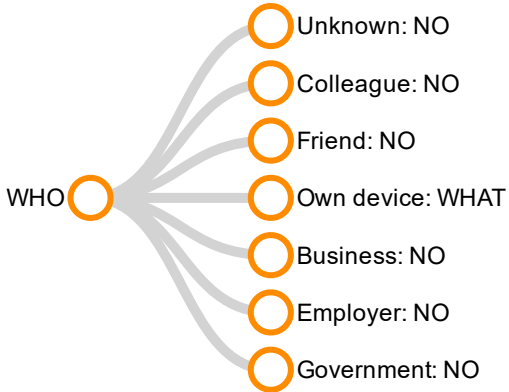 Unknown: NO
Colleague: NO
Friend: NO
WHO
Own device: WHAT
Business: NO
Employer: NO
Government: NO